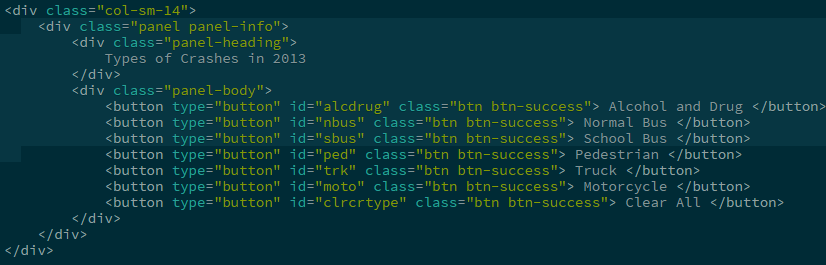 <div class="col-sm-14">
    <div class="panel panel-info">
        <div class="panel-heading">
            Types of Crashes in 2013
        </div>
        <div class="panel-body">
            <button type="button" id="alcdrug" class="btn btn-success"> Alcohol and Drug </button>
            <button type="button" id="nbus" class="btn btn-success"> Normal Bus </button>
            <button type="button" id="sbus" class="btn btn-success"> School Bus </button>
            <button type="button" id="ped" class="btn btn-success"> Pedestrian </button>
            <button type="button" id="trk" class="btn btn-success"> Truck </button>
            <button type="button" id="moto" class="btn btn-success"> Motorcycle </button>
            <button type="button" id="clrcrtype" class="btn btn-success"> Clear All </button>
        </div>
    </div>
</div>